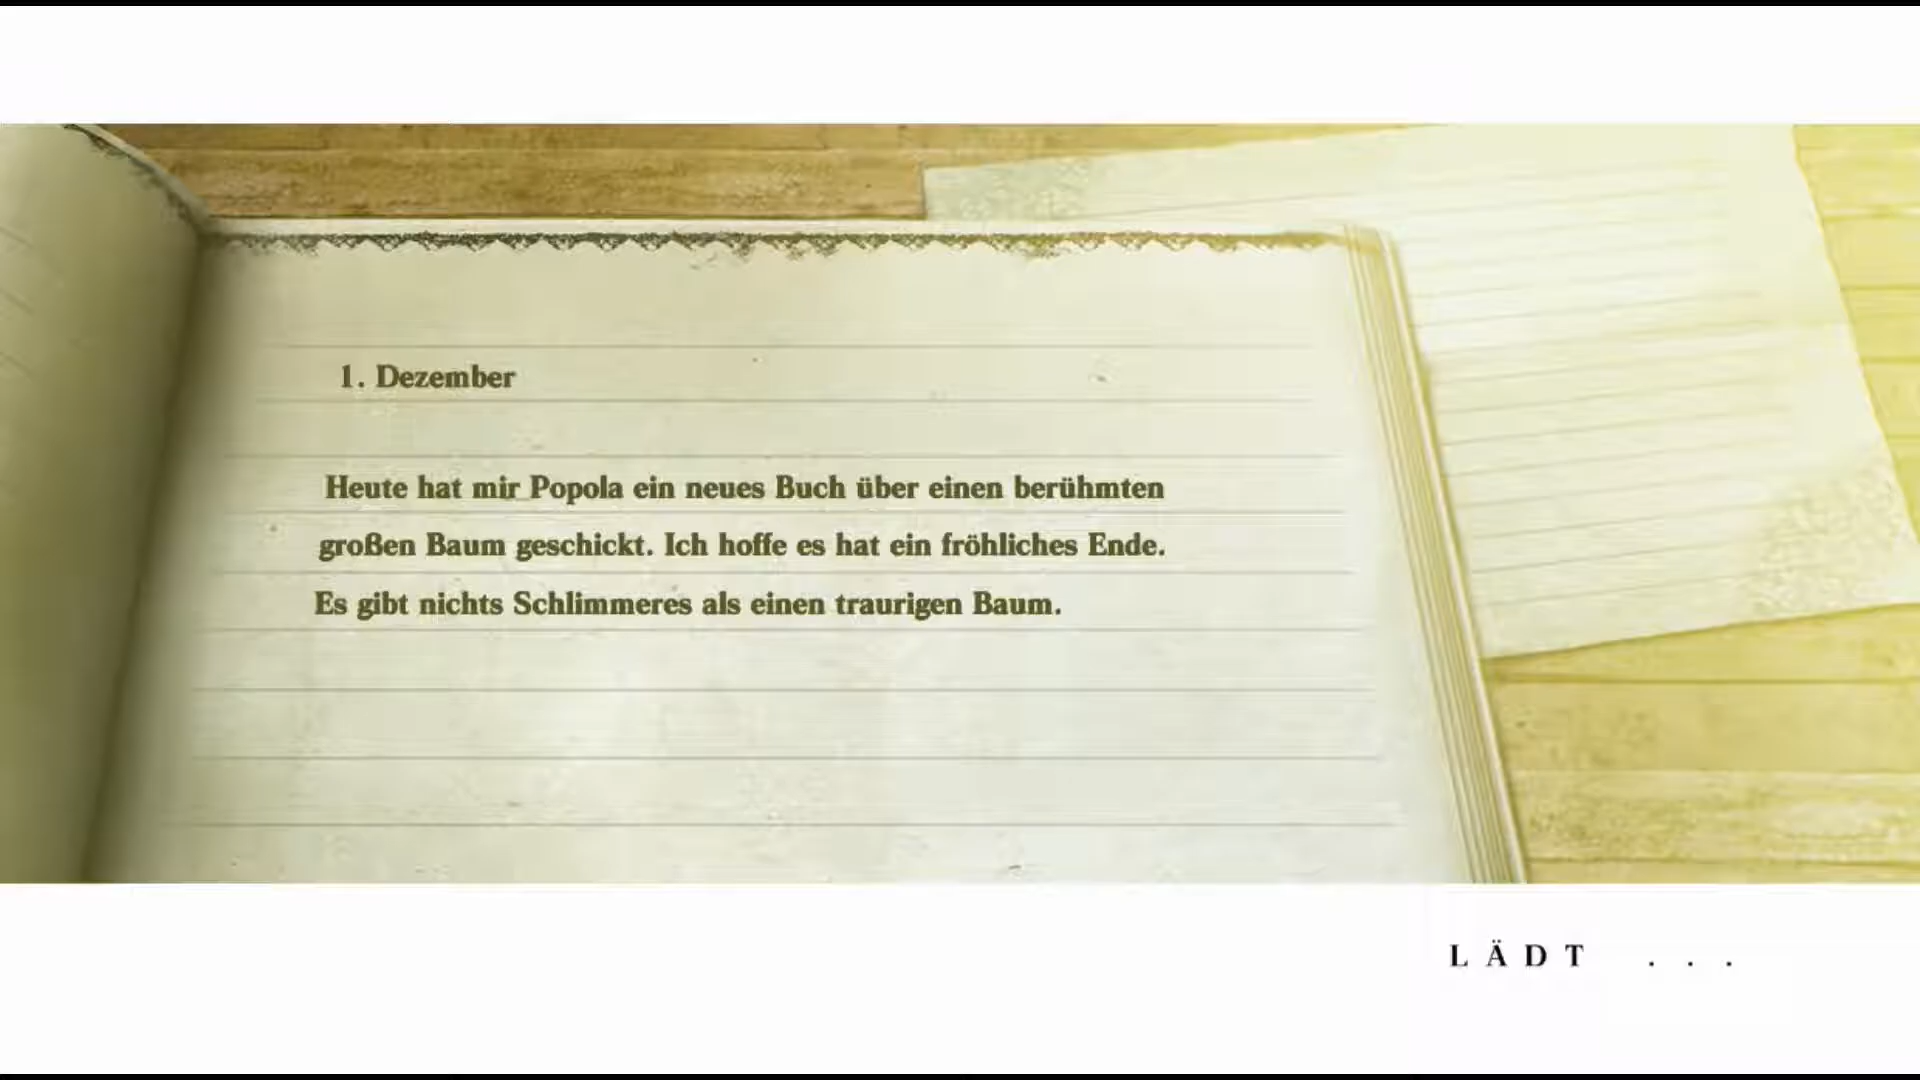 1. Dezember
Heute hat mir Popola ein neues Buch über einen berühmten
großen Baum geschickt. Ich hoffe es hat ein fröhliches Ende.
Es gibt nichts Schlimmeres als einen traurigen Baum.
LÄDT ...